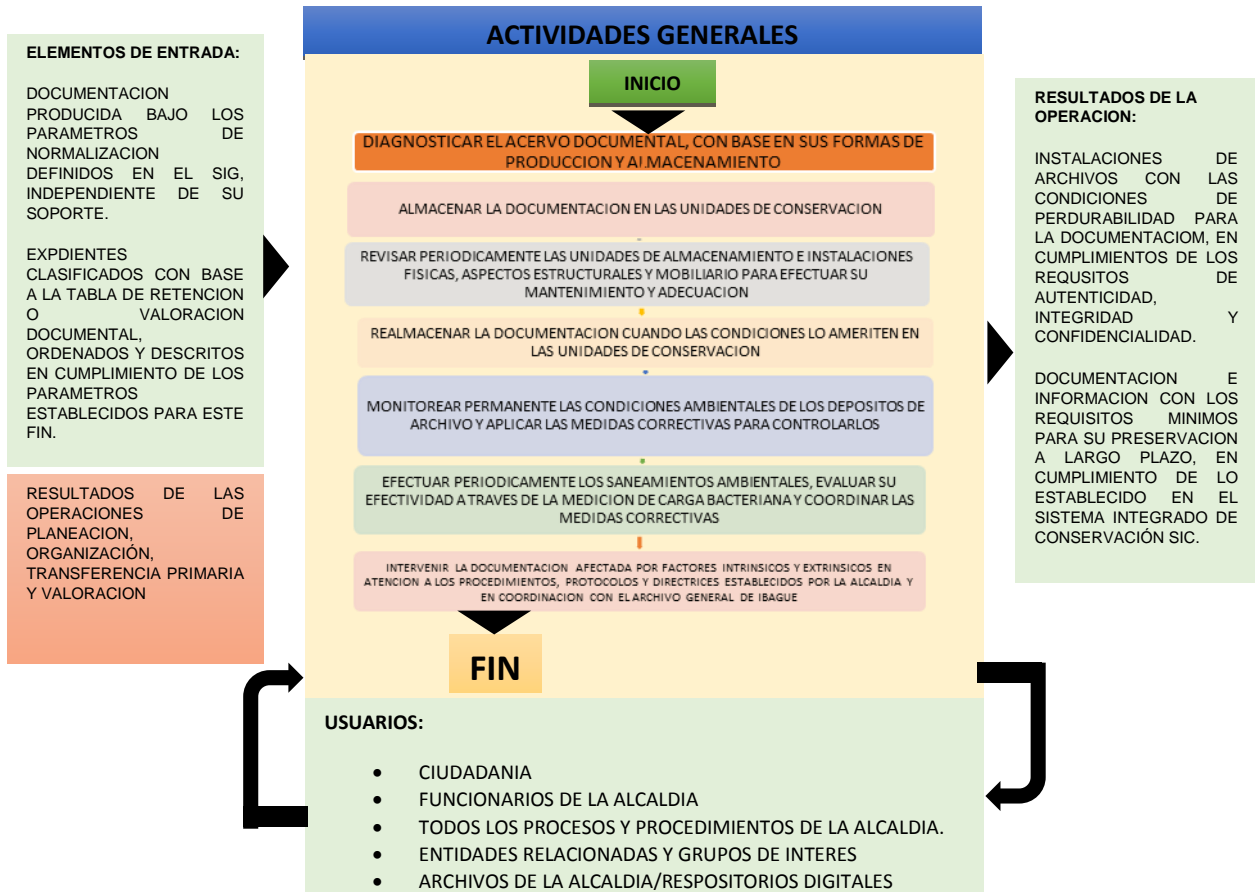 ACTIVIDADES GENERALES
ELEMENTOS DE ENTRADA:
DOCUMENTACION
PRODUCIDA BAJO LOS
PARAMETROS DE
NORMALIZACION
DEFINIDOS EN EL SIG,
INDEPENDIENTE DE SU
SOPORTE.
EXPDIENTES
CLASIFICADOS CON BASE
A LA TABLA DE RETENCION
O VALORACION
DOCUMENTAL,
ORDENADOS Y DESCRITOS
EN CUMPLIMIENTO DE LOS
PARAMETROS
ESTABLECIDOS PARA ESTE
FIN.
RESULTADOS DE LAS
OPERACIONES DE
PLANEACION,
ORGANIZACIÓN,
TRANSFERENCIA PRIMARIA
Y VALORACION
INICIO
DIAGNOSTICAR EL ACERVO DOCUMENTAL, CON BASE EN SUS FORMAS DE
PRODUCCION Y ALMACENAMIENTO
ALMACENAR LA DOCUMENTACION EN LAS UNIDADES DE CONSERVACION
REVISAR PERIODICAMENTE LAS UNIDADES DE ALMACENAMIENTO E INSTALACIONES
FISICAS, ASPECTOS ESTRUCTURALES Y MOBILIARIO PARA EFECTUAR SU
MANTENIMIENTO Y ADECUACION
REALMACENAR LA DOCUMENTACION CUANDO LAS CONDICIONES LO AMERITEN EN
LAS UNIDADES DE CONSERVACION
MONITOREAR PERMANENTE LAS CONDICIONES AMBIENTALES DE LOS DEPOSITOS DE
ARCHIVO Y APLICAR LAS MEDIDAS CORRECTIVAS PARA CONTROLARLOS
EFECTUAR PERIODICAMENTE LOS SANEAMIENTOS AMBIENTALES, EVALUAR SU
EFECTIVIDAD A TRAVES DE LA MEDICION DE CARGA BACTERIANA Y COORDINAR LAS
MEDIDAS CORRECTIVAS
INTERVENIR LA DOCUMENTACION AFECTADA POR FACTORES INTRINSICOS Y EXTRINSICOS EN
ATENCION A LOS PROCEDIMIENTOS, PROTOCOLOS Y DIRECTRICES ESTABLECIDOS POR LA ALCALDIA Y
EN COORDINACION CON EL ARCHIVO GENERAL DE IBAGUE
FIN
RESULTADOS DE LA
OPERACION:
INSTALACIONES DE
ARCHIVOS CON LAS
CONDICIONES DE
PERDURABILIDAD PARA
LA DOCUMENTACIOM, EN
CUMPLIMIENTOS DE LOS
REQUSITOS DE
AUTENTICIDAD,
INTEGRIDAD Y
CONFIDENCIALIDAD.
DOCUMENTACION E
INFORMACION CON LOS
REQUISITOS MINIMOS
PARA SU PRESERVACION
A LARGO PLAZO, EN
CUMPLIMIENTO DE LO
ESTABLECIDO EN EL
SISTEMA INTEGRADO DE
CONSERVACIÓN SIC.
USUARIOS:
• CIUDADANIA
• FUNCIONARIOS DE LA ALCALDIA
• TODOS LOS PROCESOS Y PROCEDIMIENTOS DE LA ALCALDIA.
• ENTIDADES RELACIONADAS Y GRUPOS DE INTERES
• ARCHIVOS DE LA ALCALDIA/RESPOSITORIOS DIGITALES